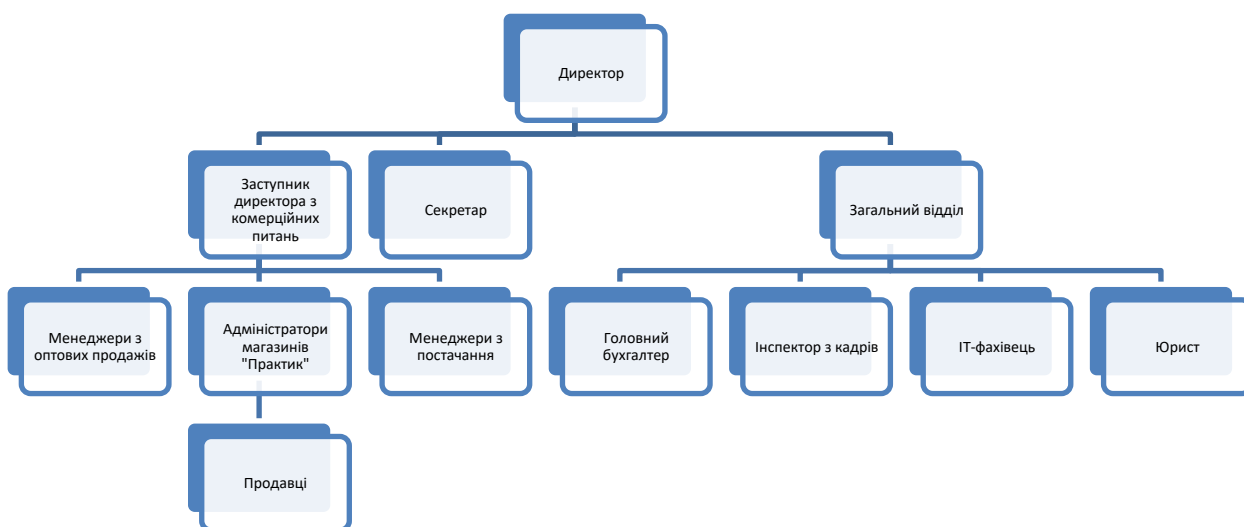 Директор
Заступник
директора з
комерційних
питань
Секретар
Загальний відділ
Менеджери з
оптових продажів
Адміністратори
магазинів
"Практик"
Менеджери з
постачання
Головний
бухгалтер
Інспектор з кадрів
ІТ-фахівець
Юрист
Продавці